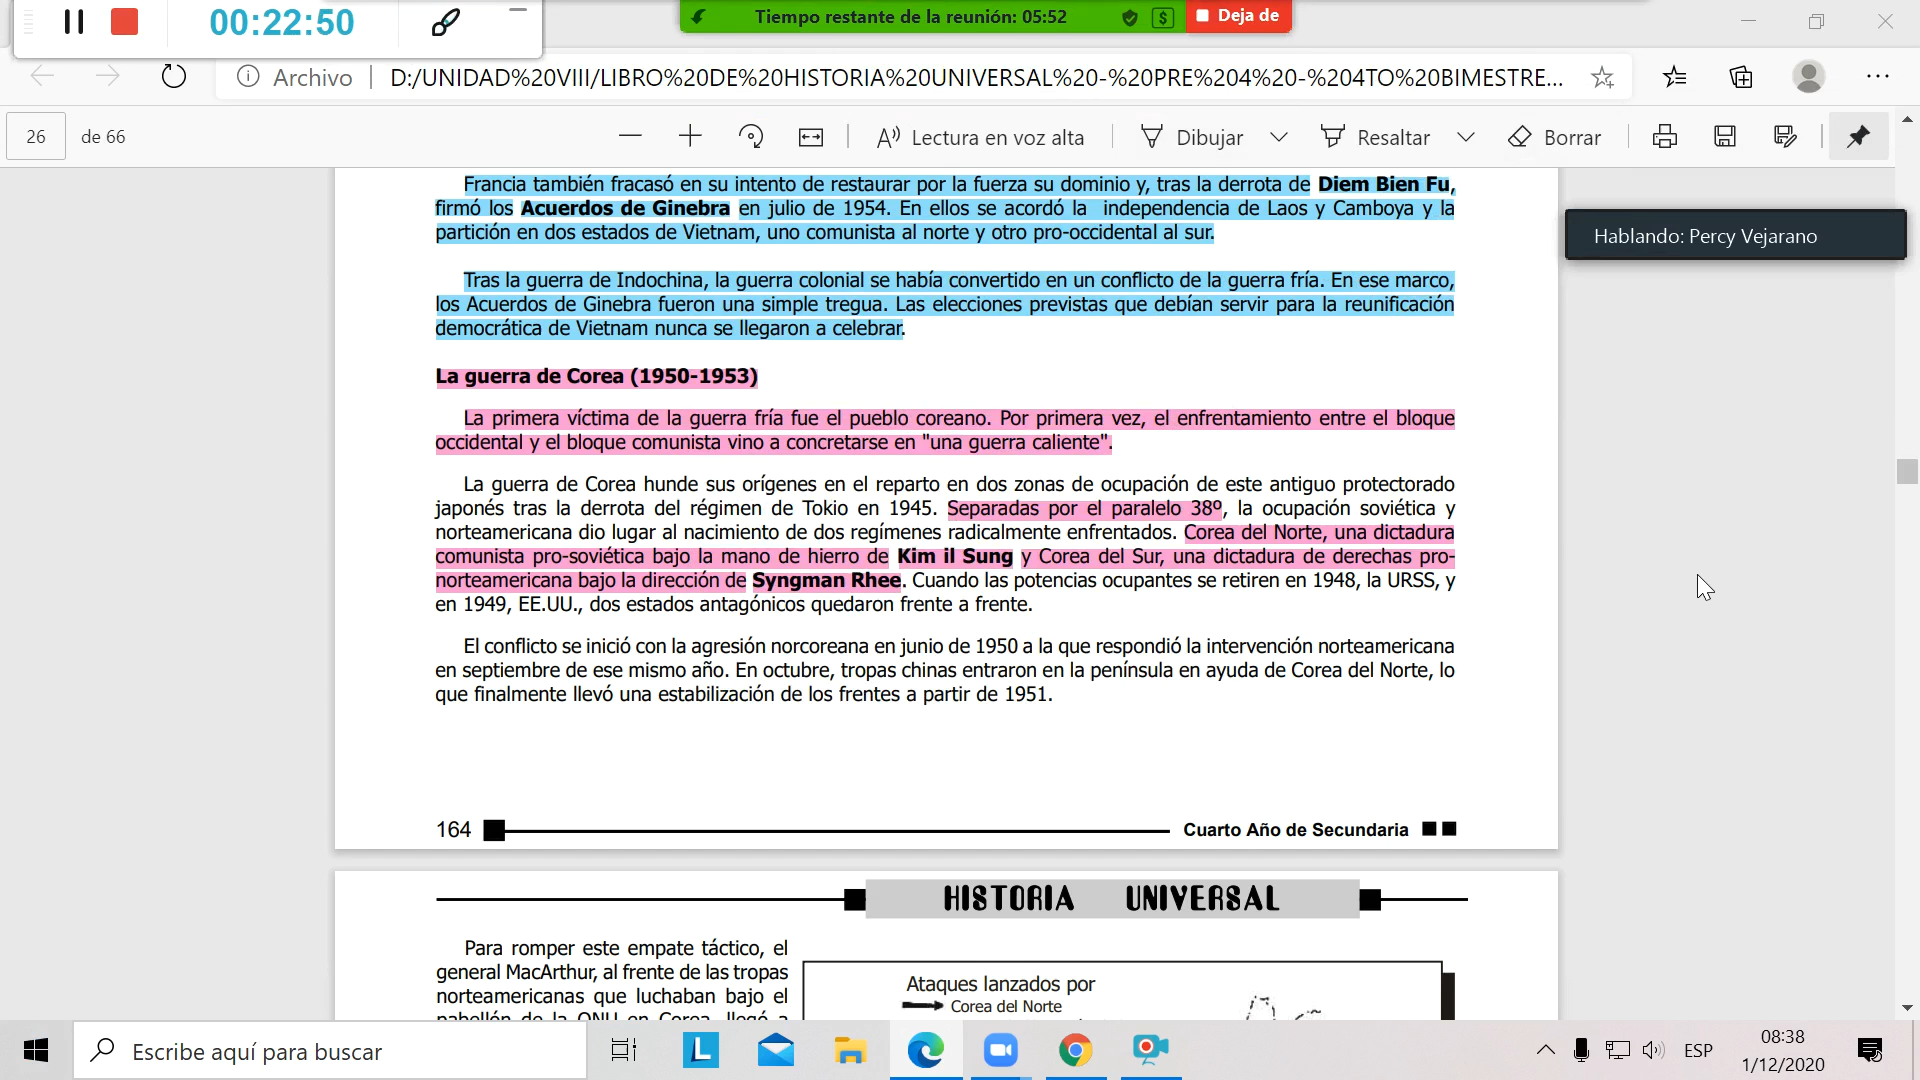 00:22:50
Tiempo restante de la reunión: 05:52
Deja de
Archivo
D:/UNIDAD%20VIII/LIBRO%20DE%20HISTORIA%20UNIVERSAL%20-%20PRE%204%20-%204TO%20BIMESTRE...
26 de 66
Lectura en voz alta
Dibujar
Resaltar
Borrar
Francia también fracasó en su intento de restaurar por la fuerza su dominio y, tras la derrota de Diem Bien Fu,
firmó los Acuerdos de Ginebra en julio de 1954. En ellos se acordó la independencia de Laos y Camboya y la
partición en dos estados de Vietnam, uno comunista al norte y otro pro-occidental al sur.
Hablando: Percy Vejarano
Tras la guerra de Indochina, la guerra colonial se había convertido en un conflicto de la guerra fría. En ese marco,
los Acuerdos de Ginebra fueron una simple tregua. Las elecciones previstas que debían servir para la reunificación
democrática de Vietnam nunca se llegaron a celebrar.
La guerra de Corea (1950-1953)
La primera víctima de la guerra fría fue el pueblo coreano. Por primera vez, el enfrentamiento entre el bloque
occidental y el bloque comunista vino a concretarse en "una guerra caliente".
La guerra de Corea hunde sus orígenes en el reparto en dos zonas de ocupación de este antiguo protectorado
japonés tras la derrota del régimen de Tokio en 1945. Separadas por el paralelo 38º, la ocupación soviética y
norteamericana dio lugar al nacimiento de dos regímenes radicalmente enfrentados. Corea del Norte, una dictadura
comunista pro-soviética bajo la mano de hierro de Kim il Sung y Corea del Sur, una dictadura de derechas pro-
norteamericana bajo la dirección de Syngman Rhee. Cuando las potencias ocupantes se retiren en 1948, la URSS, y
en 1949, EE.UU., dos estados antagónicos quedaron frente a frente.
El conflicto se inició con la agresión norcoreana en junio de 1950 a la que respondió la intervención norteamericana
en septiembre de ese mismo año. En octubre, tropas chinas entraron en la península en ayuda de Corea del Norte, lo
que finalmente llevó una estabilización de los frentes a partir de 1951.
164
Cuarto Año de Secundaria
HISTORIA UNIVERSAL
Para romper este empate táctico, el
general MacArthur, al frente de las tropas
norteamericanas que luchaban bajo el
pabellón de la ONU en Corea, llegó a
Ataques lanzados por
Corea del Norte
Escribe aquí para buscar
L
ESP
08:38
1/12/2020